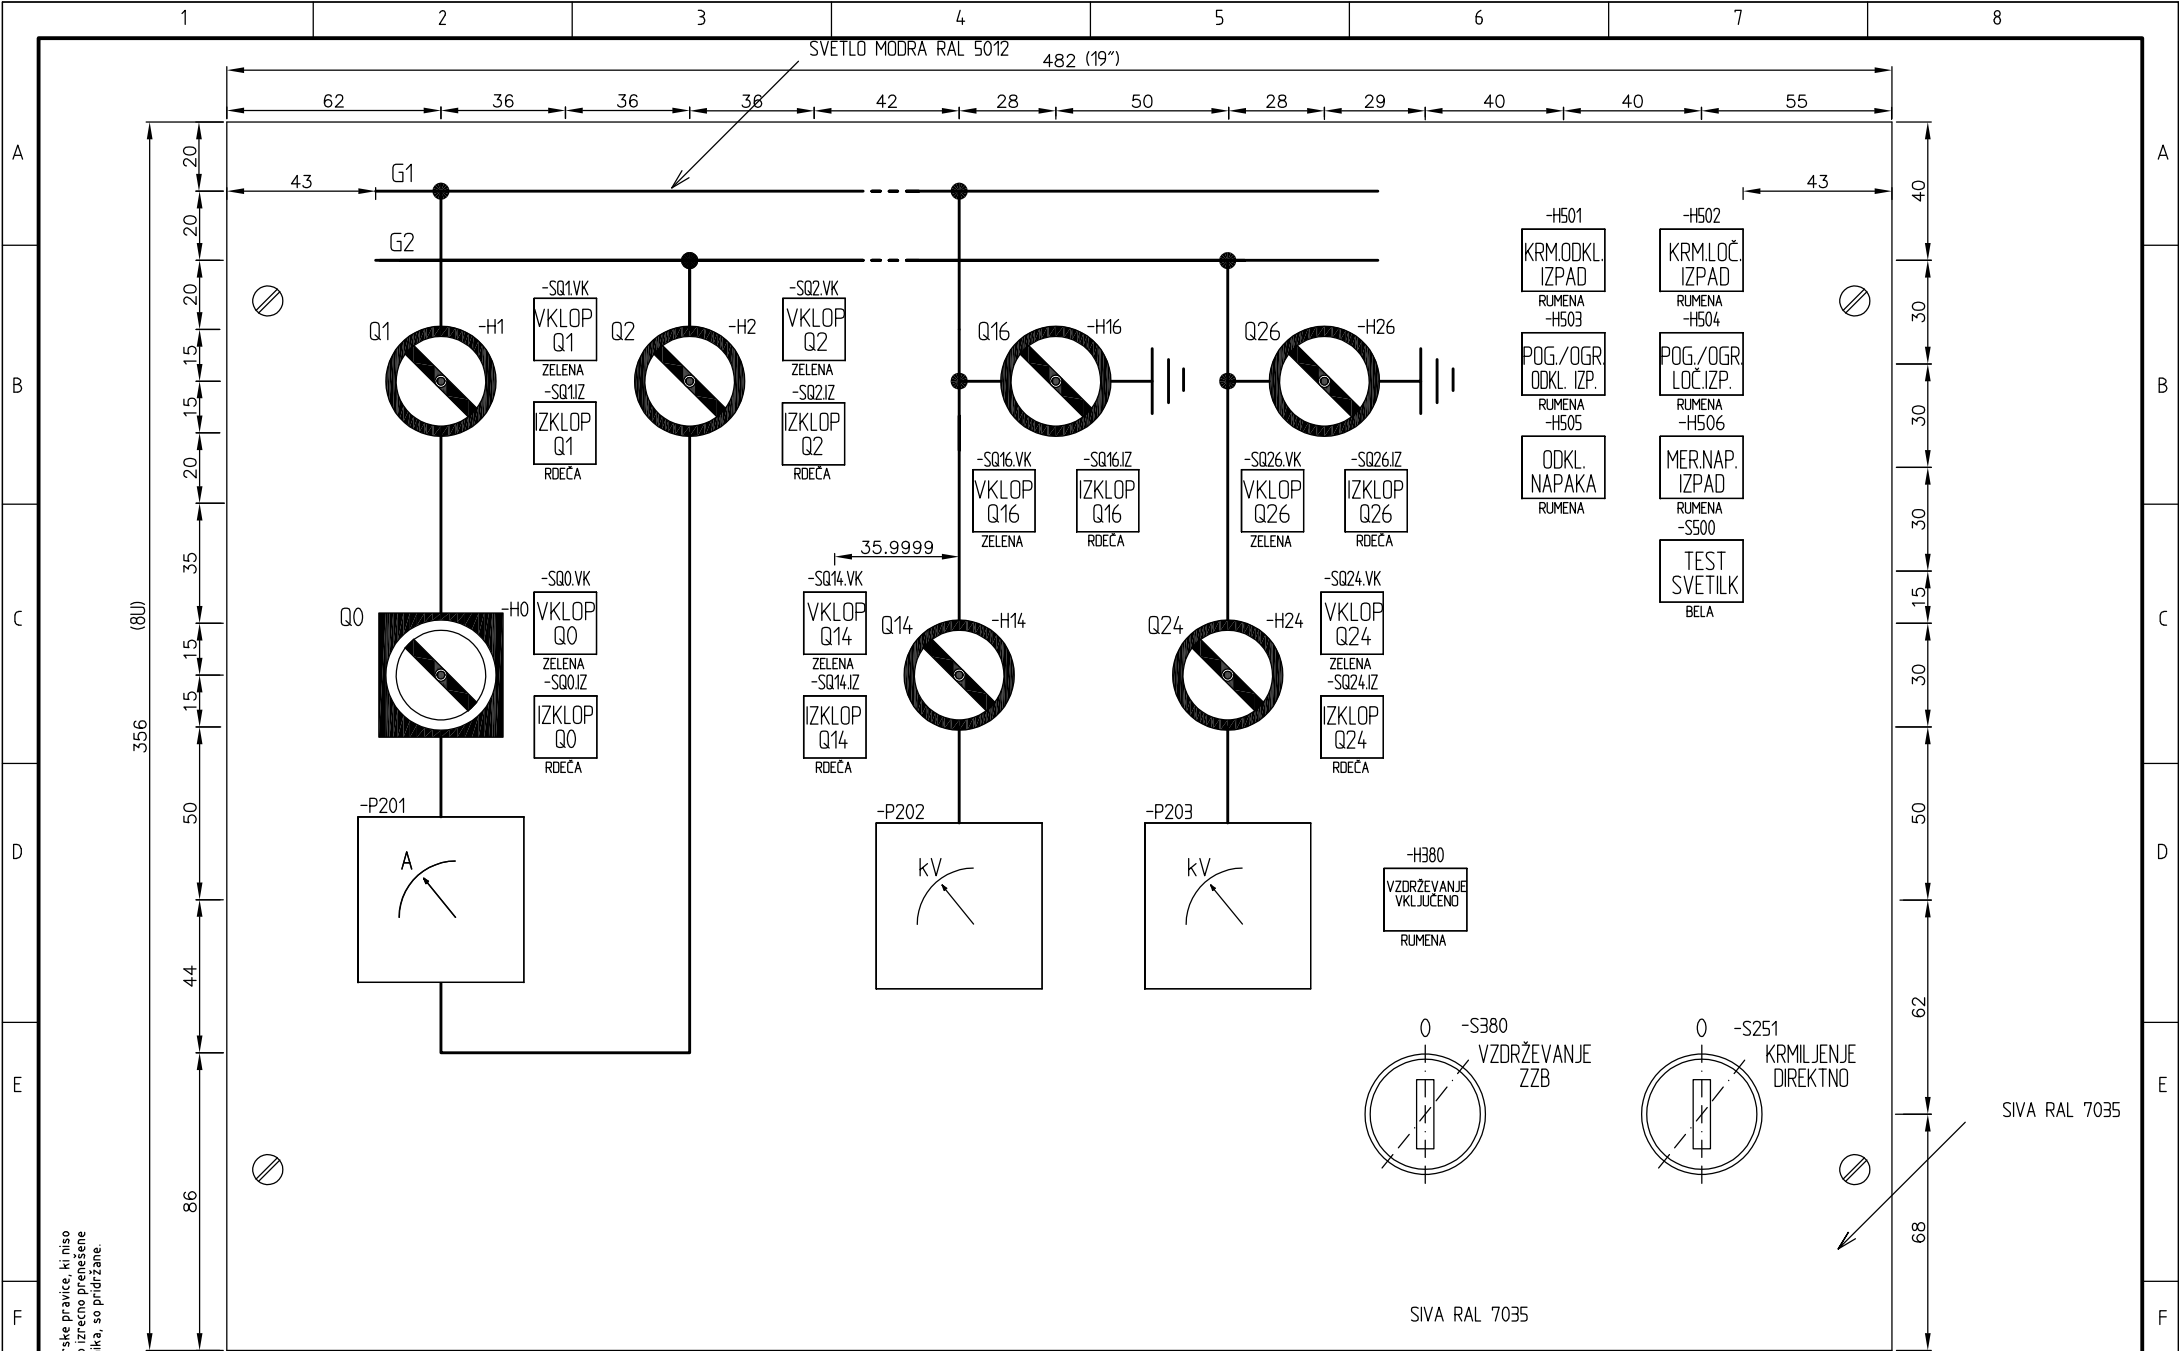 1 2 3 4 5 6 7 8
SVETLO MODRA RAL 5012
482 (19")
62 36 36 36 42 28 50 28 29 40 40 55
A A
20 43 G1 43 40
20 G2
-H501 -H502
KRM.ODKL. KRM.LOČ.
IZPAD IZPAD
RUMENA RUMENA
20 -SQ1.VK -SQ2.VK
VKLOP VKLOP
Q1 Q2
ZELENA ZELENA
Q1 -H1 Q2 -H2 Q16 -H16 Q26 -H26
30
-H503 -H504
POG./OGR. POG./OGR.
ODKL. IZP. LOČ.IZP.
RUMENA RUMENA
B 15 B
15 -SQ1.IZ -SQ2.IZ
IZKLOP IZKLOP
Q1 Q2
RDEČA RDEČA
30
-H505 -H506
ODKL. MER.NAP.
NAPAKA IZPAD
RUMENA RUMENA
20
-SQ16.VK -SQ16.IZ -SQ26.VK -SQ26.IZ
VKLOP IZKLOP VKLOP IZKLOP
Q16 Q16 Q26 Q26
ZELENA RDEČA ZELENA RDEČA
30
-S500
TEST
SVETILK
BELA
35 35.9999
-SQ0.VK -SQ14.VK -SQ24.VK
VKLOP VKLOP VKLOP
Q0 Q14 Q24
ZELENA ZELENA ZELENA
15
(8U)
356
C Q0 -H0 Q14 -H14 Q24 -H24 C
15
15 30
-SQ0.IZ -SQ14.IZ -SQ24.IZ
IZKLOP IZKLOP IZKLOP
Q0 Q14 Q24
RDEČA RDEČA RDEČA
50 -P201 -P202 -P203 50
D A kV kV D
-H380
VZDRŽEVANJE
VKLJUČENO
RUMENA
44 62
0 -S380 0 -S251
VZDRŽEVANJE KRMILJENJE
ZZB DIREKTNO
E E
SIVA RAL 7035
86 68
F SIVA RAL 7035 F
rske pravice, ki niso
izrecno prenešene
ika, so pridržane.